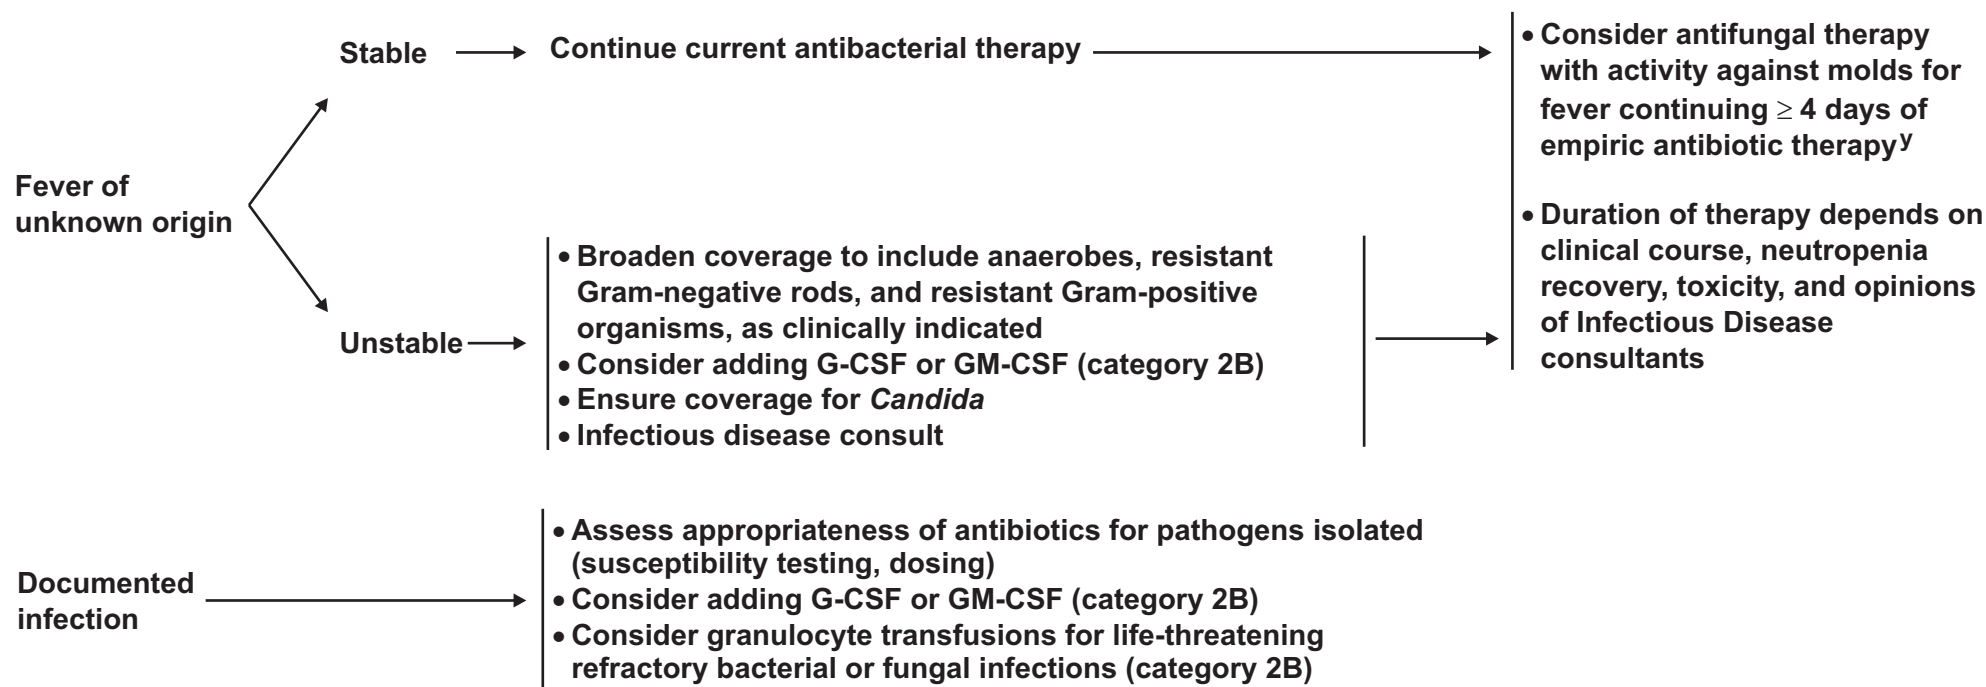 Fever of
unknown origin
Stable
Continue current antibacterial therapy
Unstable
• Broaden coverage to include anaerobes, resistant
Gram-negative rods, and resistant Gram-positive
organisms, as clinically indicated
• Consider adding G-CSF or GM-CSF (category 2B)
• Ensure coverage for Candida
• Infectious disease consult
• Consider antifungal therapy
with activity against molds for
fever continuing ≥ 4 days of
empiric antibiotic therapyʸ
• Duration of therapy depends on
clinical course, neutropenia
recovery, toxicity, and opinions
of Infectious Disease
consultants
Documented
infection
• Assess appropriateness of antibiotics for pathogens isolated
(susceptibility testing, dosing)
• Consider adding G-CSF or GM-CSF (category 2B)
• Consider granulocyte transfusions for life-threatening
refractory bacterial or fungal infections (category 2B)